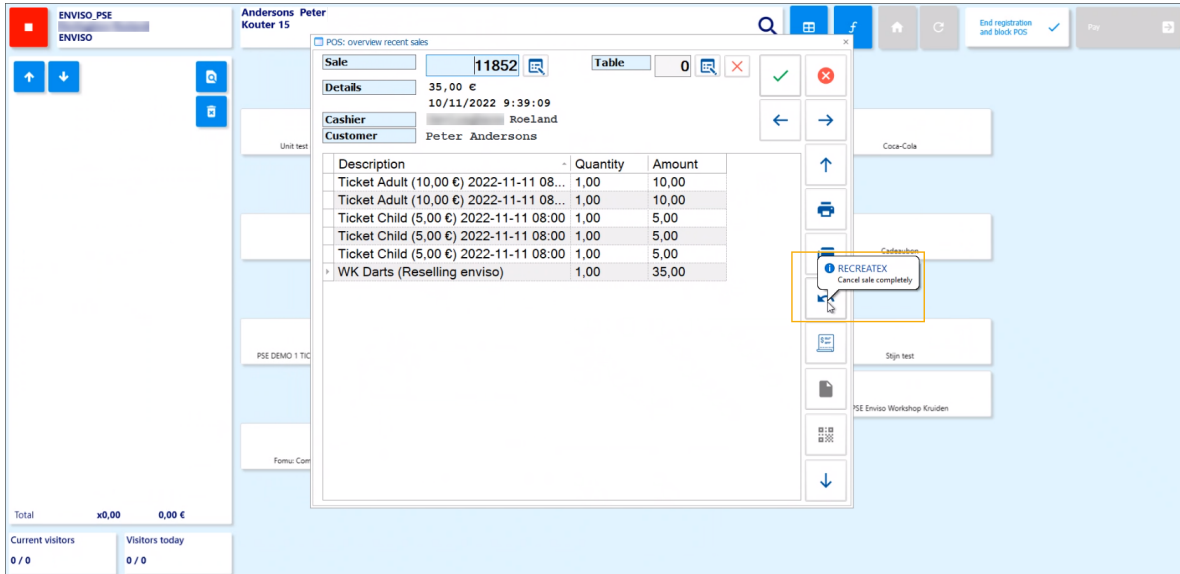 ENVISO_PSE
ENVISO
Andersons Peter
Kouter 15
End registration
and block POS
Pay
POS: overview recent sales
Sale 11852 Table 0
Details 35,00 €
10/11/2022 9:39:09
Cashier Roeland
Customer Peter Andersons
Description Quantity Amount
Ticket Adult (10,00 €) 2022-11-11 08... 1,00 10,00
Ticket Adult (10,00 €) 2022-11-11 08... 1,00 10,00
Ticket Child (5,00 €) 2022-11-11 08:00 1,00 5,00
Ticket Child (5,00 €) 2022-11-11 08:00 1,00 5,00
Ticket Child (5,00 €) 2022-11-11 08:00 1,00 5,00
WK Darts (Reselling enviso) 1,00 35,00
Unit test
Coca-Cola
Cadeaubon
RECREATEX
Cancel sale completely
PSE DEMO 1 TIC
Stijn test
PSE Enviso Workshop Kruiden
Fomu: Com
Total x0,00 0,00 €
Current visitors
0 / 0
Visitors today
0 / 0